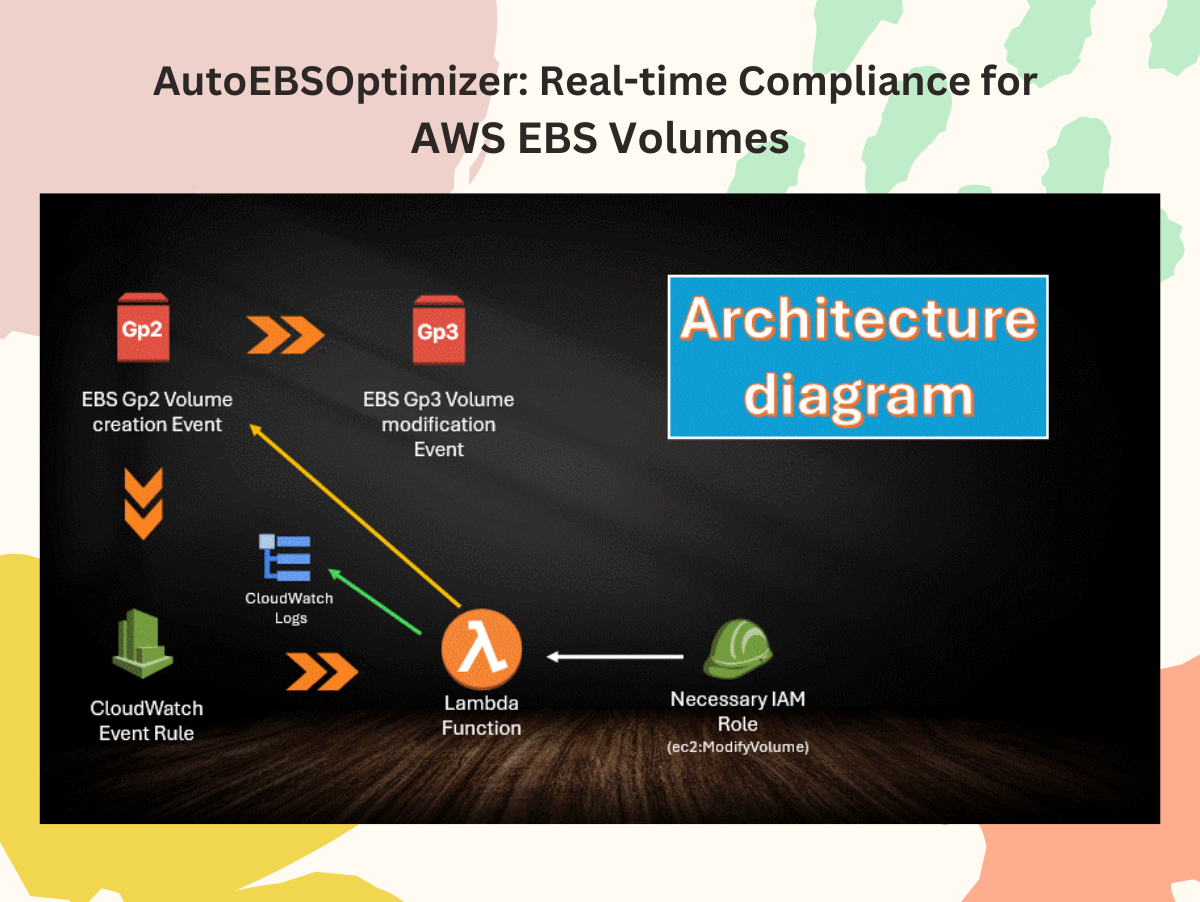 AutoEBSOptimizer: Real-time Compliance for
AWS EBS Volumes
Architecture
diagram
Gp2
Gp3
EBS Gp2 Volume
creation Event
EBS Gp3 Volume
modification
Event
CloudWatch
Logs
λ
CloudWatch
Event Rule
Lambda
Function
Necessary IAM
Role
(ec2:ModifyVolume)